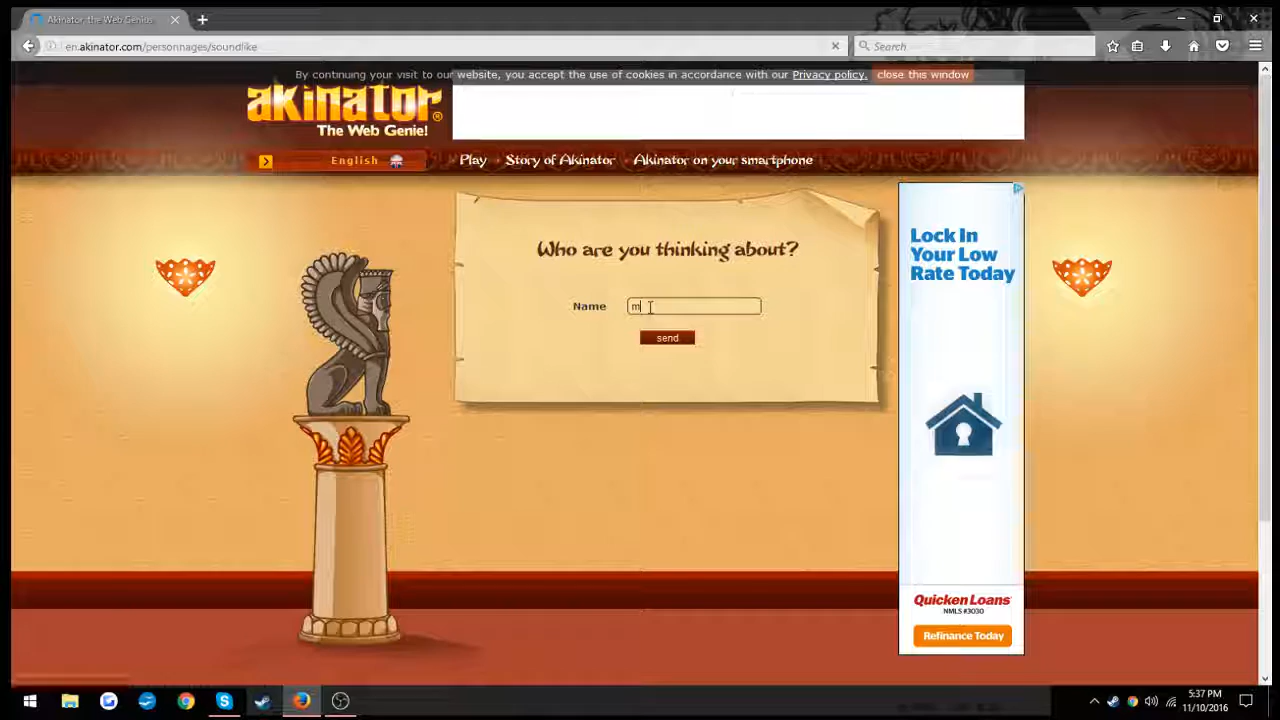 Akinator, the Web Genius
en.akinator.com/personnages/soundlike
Search
By continuing your visit to our website, you accept the use of cookies in accordance with our Privacy policy. close this window
akinator®
The Web Genie!
English
Play
Story of Akinator
Akinator on your smartphone
Who are you thinking about?
Name
m
send
Lock In
Your Low
Rate Today
Quicken Loans
NMLS #3030
Refinance Today
5:37 PM
11/10/2016